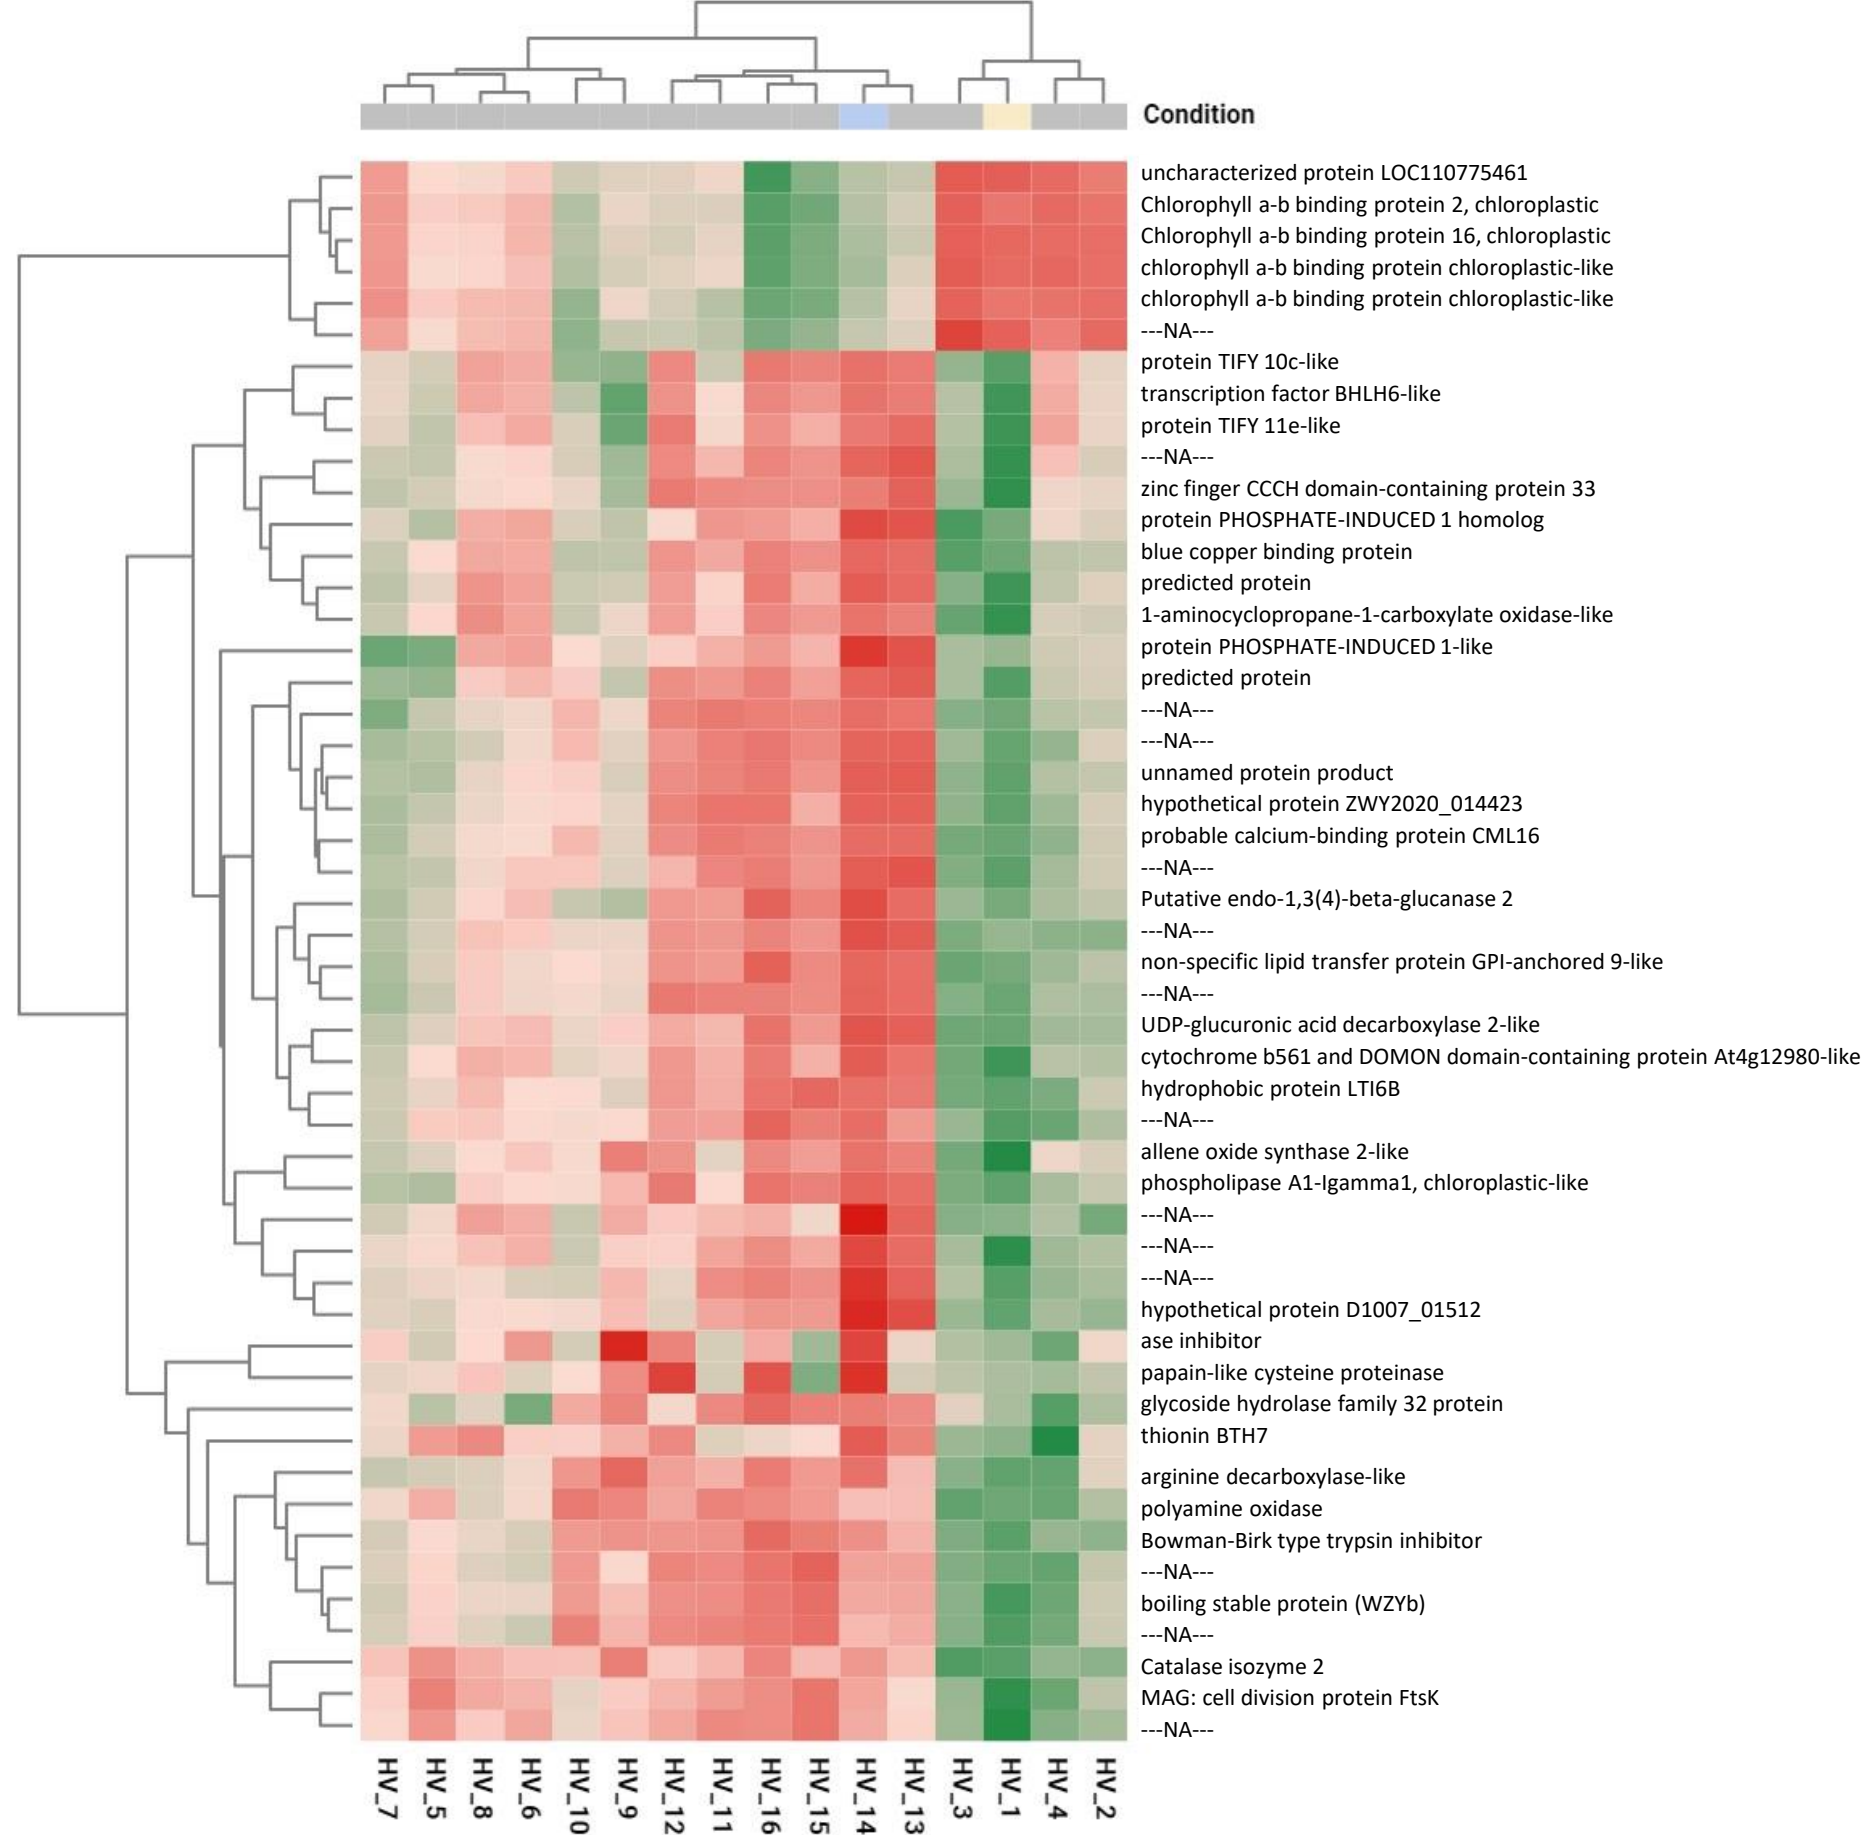 Condition
uncharacterized protein LOC110775461
Chlorophyll a-b binding protein 2, chloroplastic
Chlorophyll a-b binding protein 16, chloroplastic
chlorophyll a-b binding protein chloroplastic-like
chlorophyll a-b binding protein chloroplastic-like
---NA---
protein TIFY 10c-like
transcription factor BHLH6-like
protein TIFY 11e-like
---NA---
zinc finger CCCH domain-containing protein 33
protein PHOSPHATE-INDUCED 1 homolog
blue copper binding protein
predicted protein
1-aminocyclopropane-1-carboxylate oxidase-like
protein PHOSPHATE-INDUCED 1-like
predicted protein
---NA---
---NA---
unnamed protein product
hypothetical protein ZWY2020_014423
probable calcium-binding protein CML16
---NA---
Putative endo-1,3(4)-beta-glucanase 2
---NA---
non-specific lipid transfer protein GPI-anchored 9-like
---NA---
UDP-glucuronic acid decarboxylase 2-like
cytochrome b561 and DOMON domain-containing protein At4g12980-like
hydrophobic protein LTI6B
---NA---
allene oxide synthase 2-like
phospholipase A1-Igamma1, chloroplastic-like
---NA---
---NA---
---NA---
hypothetical protein D1007_01512
ase inhibitor
papain-like cysteine proteinase
glycoside hydrolase family 32 protein
thionin BTH7
arginine decarboxylase-like
polyamine oxidase
Bowman-Birk type trypsin inhibitor
---NA---
boiling stable protein (WZYb)
---NA---
Catalase isozyme 2
MAG: cell division protein FtsK
---NA---
HV_7
HV_5
HV_8
HV_6
HV_10
HV_9
HV_12
HV_11
HV_16
HV_15
HV_14
HV_13
HV_3
HV_1
HV_4
HV_2